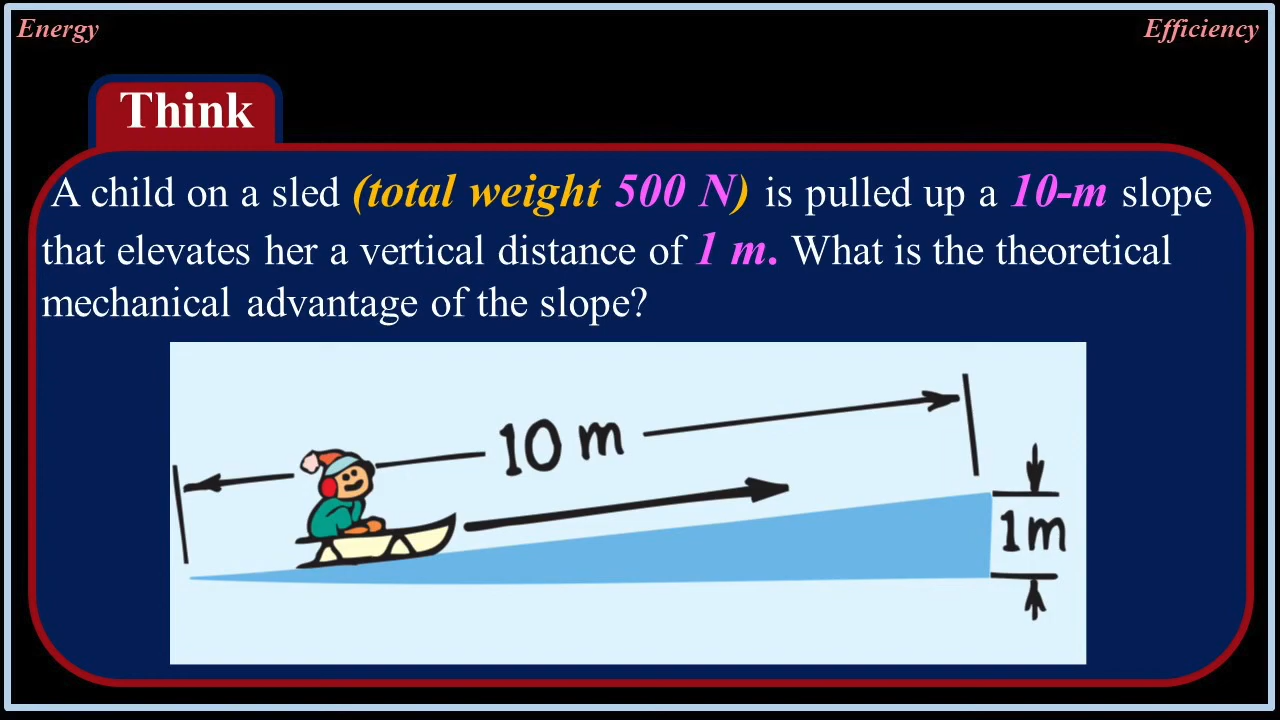 Energy
Efficiency
Think
A child on a sled (total weight 500 N) is pulled up a 10-m slope
that elevates her a vertical distance of 1 m. What is the theoretical
mechanical advantage of the slope?
10 m
1m